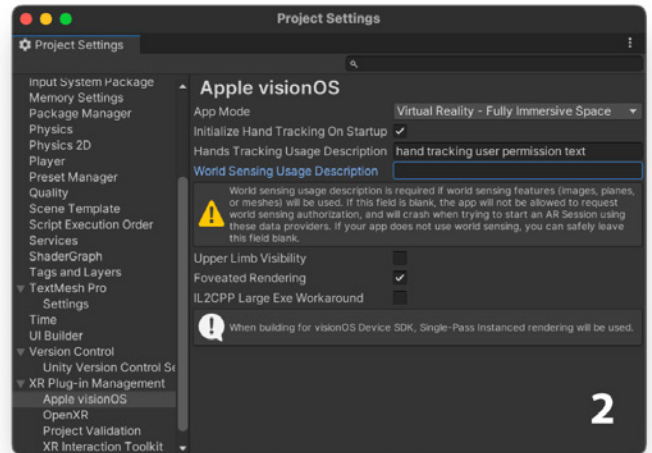 Project Settings
Project Settings
Input System Package
Memory Settings
Package Manager
Physics
Physics 2D
Player
Preset Manager
Quality
Scene Template
Script Execution Order
Services
ShaderGraph
Tags and Layers
TextMesh Pro
Settings
Time
UI Builder
Version Control
Unity Version Control Se
XR Plug-in Management
Apple visionOS
OpenXR
Project Validation
XR Interaction Toolkit
Apple visionOS
App Mode Virtual Reality - Fully Immersive Space
Initialize Hand Tracking On Startup
Hands Tracking Usage Description hand tracking user permission text
World Sensing Usage Description
World sensing usage description is required if world sensing features (images, planes,
or meshes) will be used. If this field is blank, the app will not be allowed to request
world sensing authorization, and will crash when trying to start an AR Session using
these data providers. If your app does not use world sensing, you can safely leave
this field blank.
Upper Limb Visibility
Foveated Rendering
IL2CPP Large Exe Workaround
When building for visionOS Device SDK, Single-Pass Instanced rendering will be used.
2